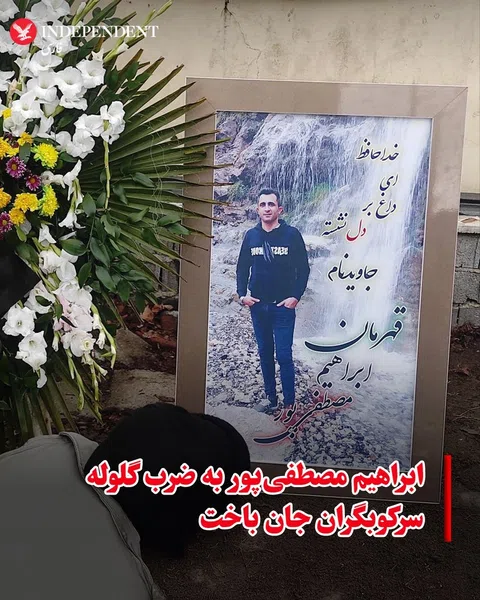 INDEPENDENT
فارسی
خداحافظ
ای
داغ بر
دل نشسته
جاویدنام
قهرمان
ابراهیم
مصطفی پور
ابراهیم مصطفی‌پور به ضرب گلوله
سرکوبگران جان باخت